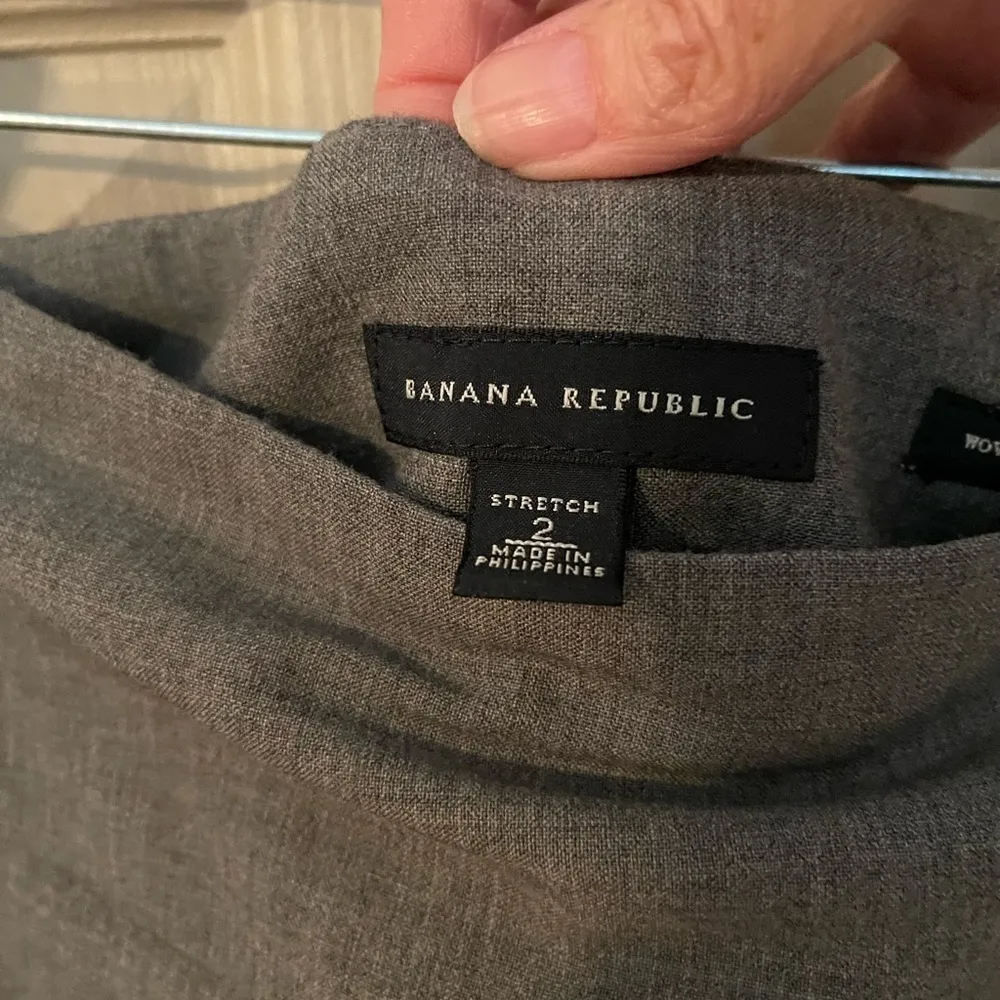 BANANA REPUBLIC
STRETCH
2
MADE IN
PHILIPPINES